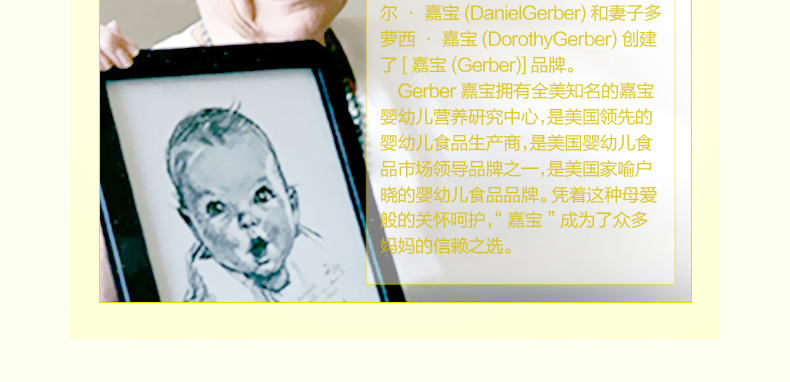 尔 · 嘉宝 (DanielGerber) 和妻子多
萝西 · 嘉宝 (DorothyGerber) 创建
了 [ 嘉宝 (Gerber)] 品牌。
Gerber 嘉宝拥有全美知名的嘉宝
婴幼儿营养研究中心,是美国领先的
婴幼儿食品生产商,是美国婴幼儿食
品市场领导品牌之一,是美国家喻户
晓的婴幼儿食品品牌。凭着这种母爱
般的关怀呵护,“ 嘉宝 ” 成为了众多
妈妈的信赖之选。